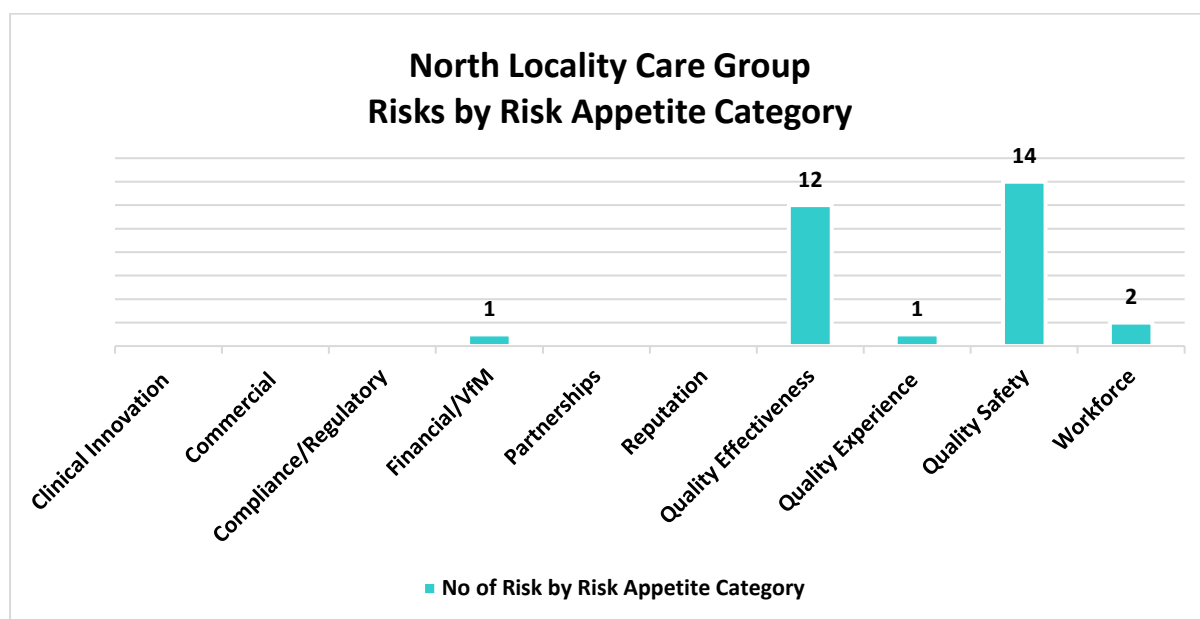 North Locality Care Group
Risks by Risk Appetite Category
14
12
2
1
1
Clinical Innovation
Commercial
Compliance/Regulatory
Financial/VfM
Partnerships
Reputation
Quality Effectiveness
Quality Experience
Quality Safety
Workforce
No of Risk by Risk Appetite Category